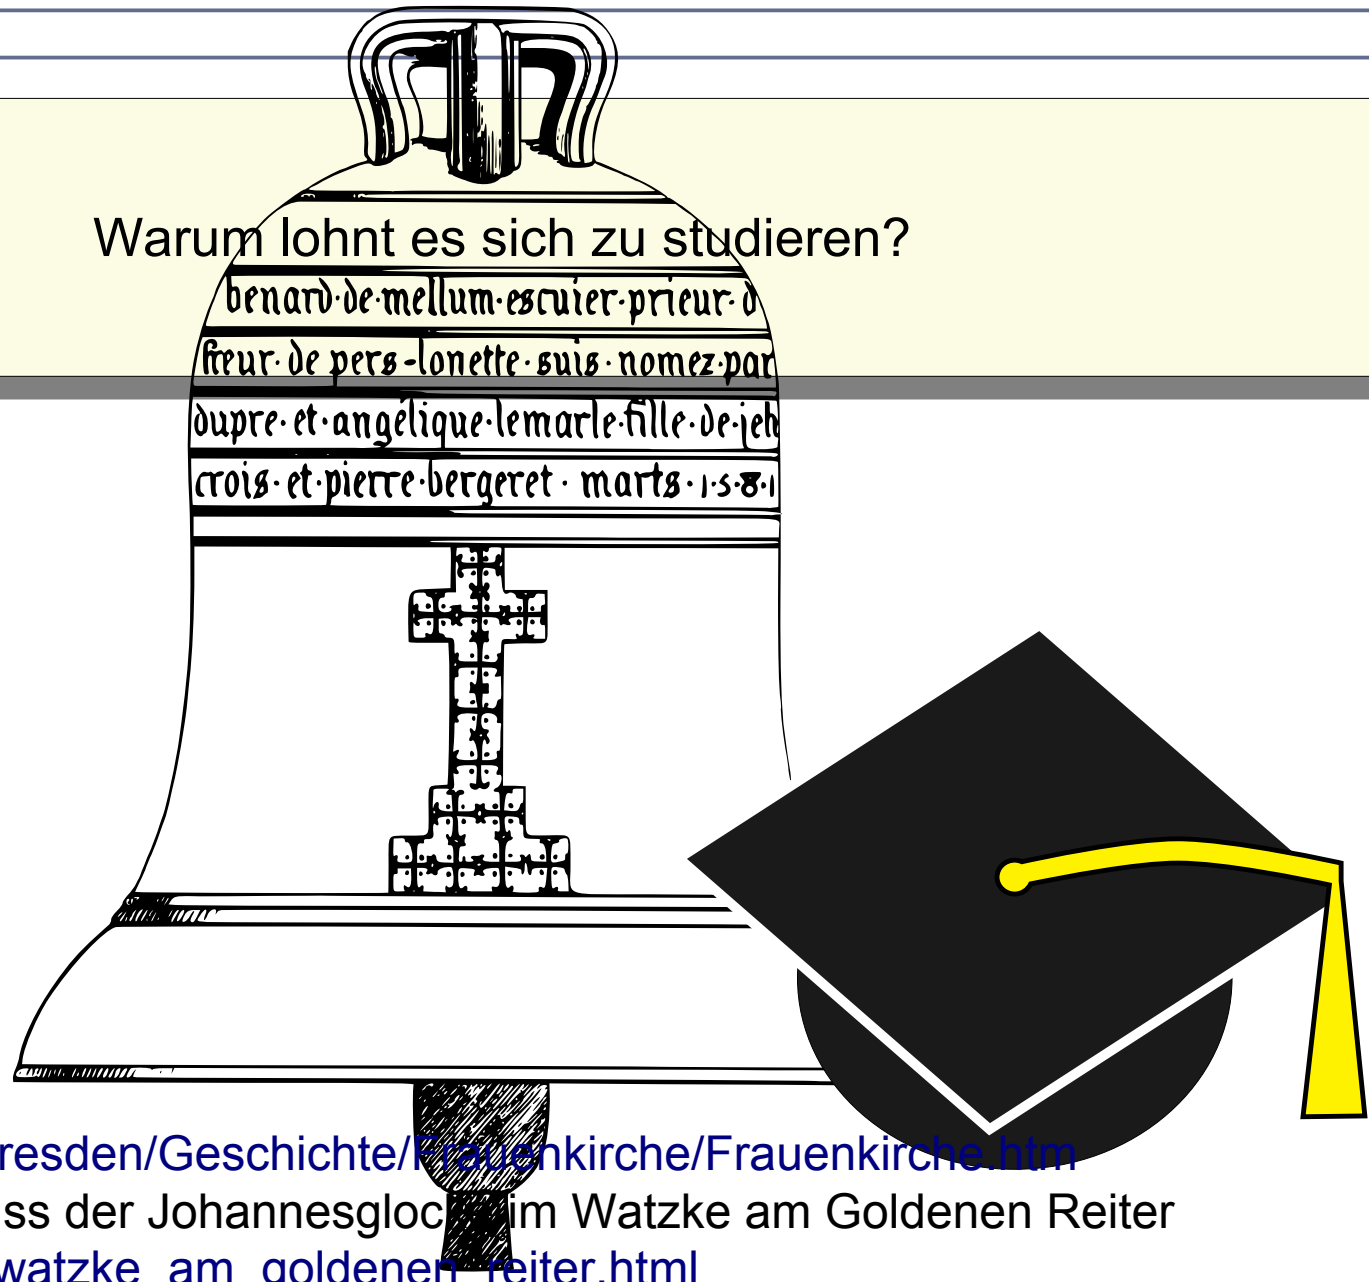 Warum lohnt es sich zu studieren?
benard·de·mellum·escuier·prieur·d
freur·de pers-lonette·suis·nomez·par
dupre·et·angélique·lemarle·fille·de·jeh
crois·et·pierre·bergeret·marts·1·5·8·1
resden/Geschichte/Frauenkirche/Frauenkirche.htm
ss der Johannesglocke im Watzke am Goldenen Reiter
watzke_am_goldenen_reiter.html